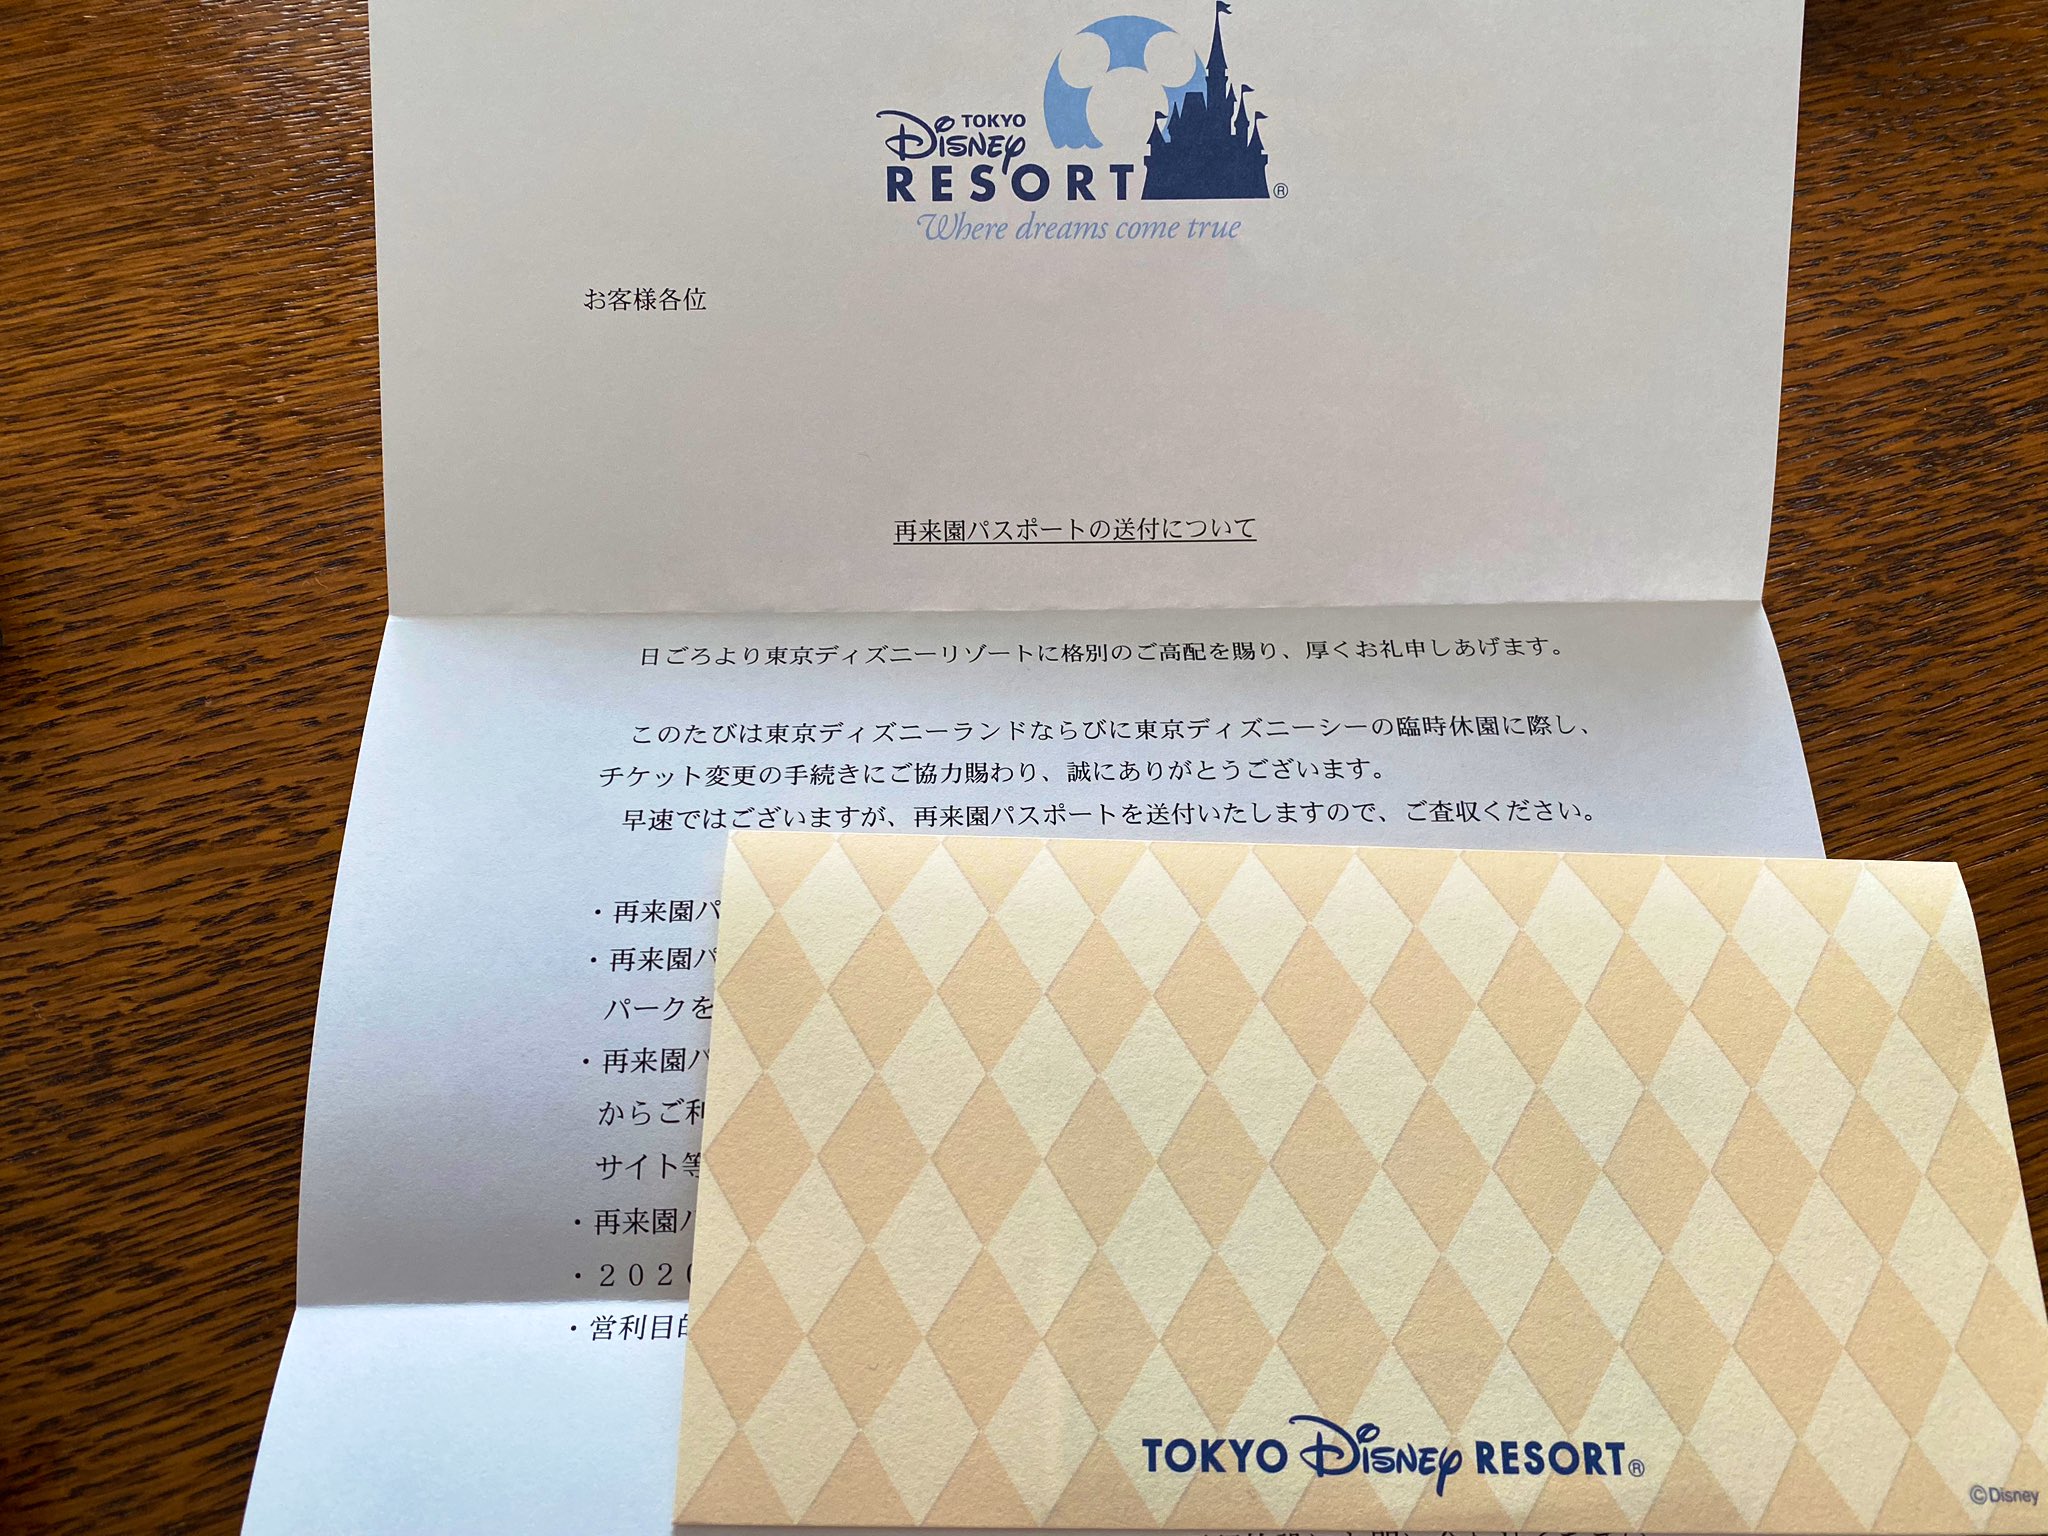 TOKYO
Disney
RESORT®
Where dreams come true
お客様各位
再来園パスポートの送付について
日ごろより東京ディズニーリゾートに格別のご高配を賜り、厚くお礼申しあげます。
このたびは東京ディズニーランドならびに東京ディズニーシーの臨時休園に際し、
チケット変更の手続きにご協力賜わり、誠にありがとうございます。
早速ではございますが、再来園パスポートを送付いたしますので、ご査収ください。
・再来園パ
・再来園パ
パークを
・再来園パ
からご利
サイト等
・再来園パ
・２０２０
・営利目的
TOKYO Disney RESORT®
©Disney